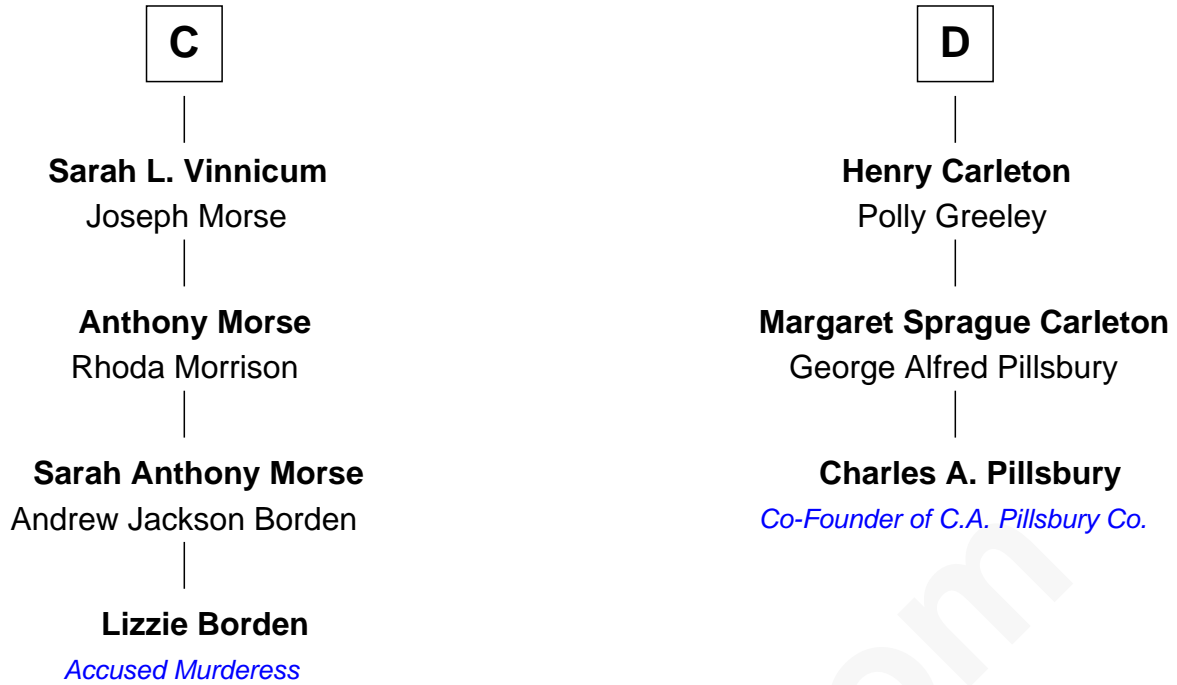 C
Sarah L. Vinnicum
Joseph Morse
Anthony Morse
Rhoda Morrison
Sarah Anthony Morse
Andrew Jackson Borden
Lizzie Borden
Accused Murderess
D
Henry Carleton
Polly Greeley
Margaret Sprague Carleton
George Alfred Pillsbury
Charles A. Pillsbury
Co-Founder of C.A. Pillsbury Co.
om